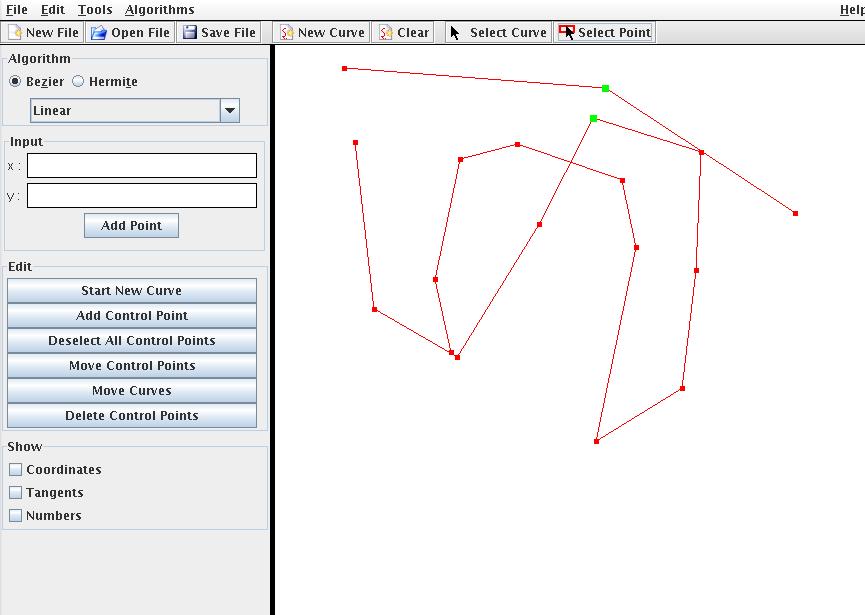 File Edit Tools Algorithms Help
New File Open File Save File New Curve Clear Select Curve Select Point
Algorithm
Bezier Hermite
Linear
Input
x :
y :
Add Point
Edit
Start New Curve
Add Control Point
Deselect All Control Points
Move Control Points
Move Curves
Delete Control Points
Show
Coordinates
Tangents
Numbers